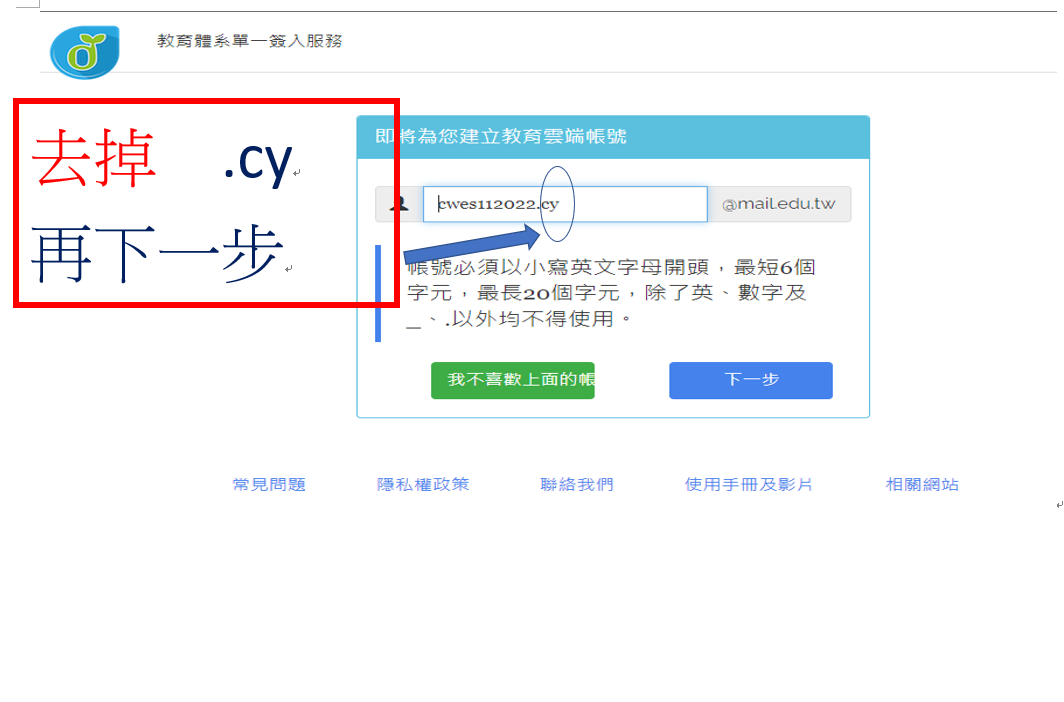 教育體系單一簽入服務
去掉 .cy
再下一步
即將為您建立教育雲端帳號
cwes112022.cy @mail.edu.tw
帳號必須以小寫英文字母開頭，最短6個
字元，最長20個字元，除了英、數字及
_、.以外均不得使用。
我不喜歡上面的帳
下一步
常見問題 隱私權政策 聯絡我們 使用手冊及影片 相關網站